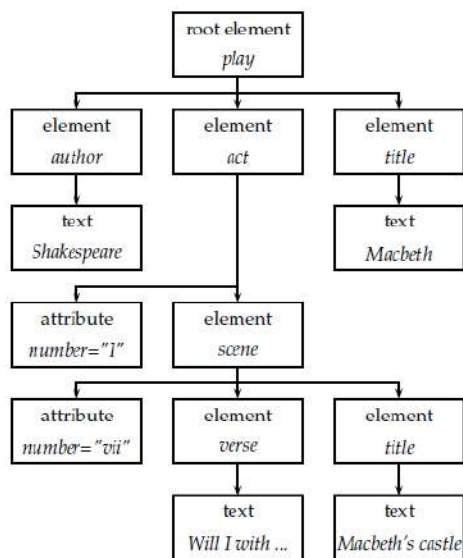 root element
play
element
author
element
act
element
title
text
Shakespeare
text
Macbeth
attribute
number="1"
element
scene
attribute
number="vii"
element
verse
element
title
text
Will I with ...
text
Macbeth's castle